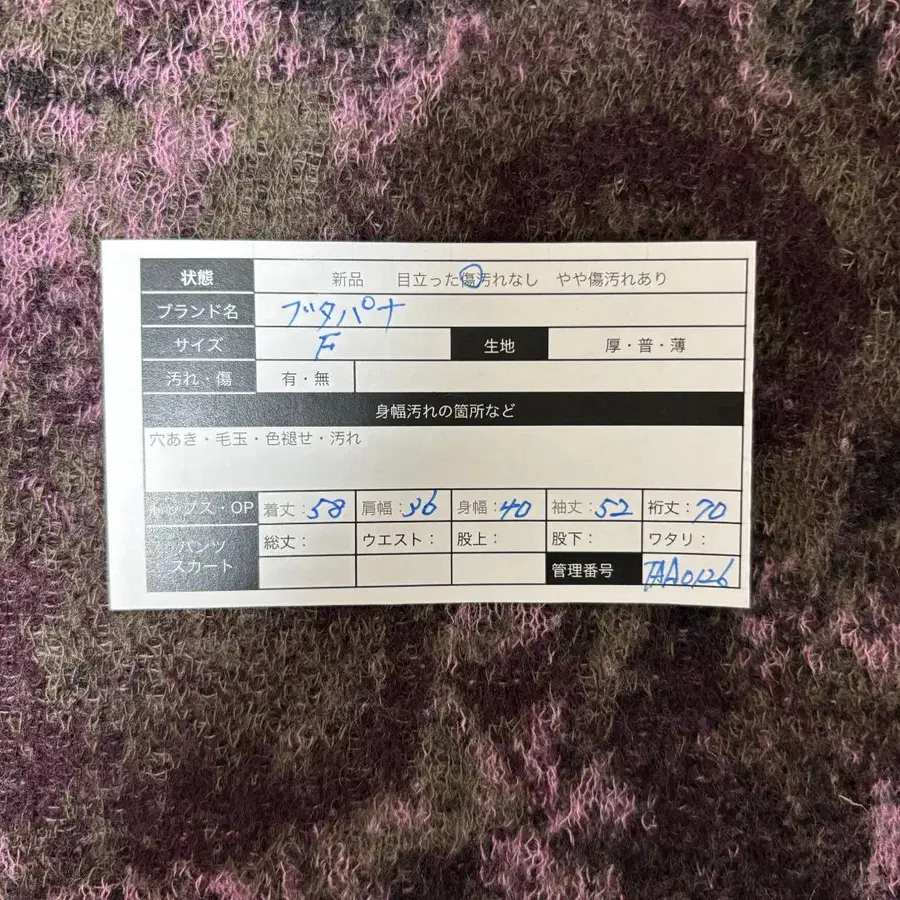 状態 新品 目立った傷汚れなし やや傷汚れあり
ブランド名 ブタパナ
サイズ F 生地 厚・普・薄
汚れ・傷 有・無
身幅汚れの箇所など
穴あき・毛玉・色褪せ・汚れ
トップス・OP 着丈:58 肩幅:36 身幅:40 袖丈:52 裄丈:70
パンツ 総丈: ウエスト: 股上: 股下: ワタリ:
スカート 管理番号 TAA0126